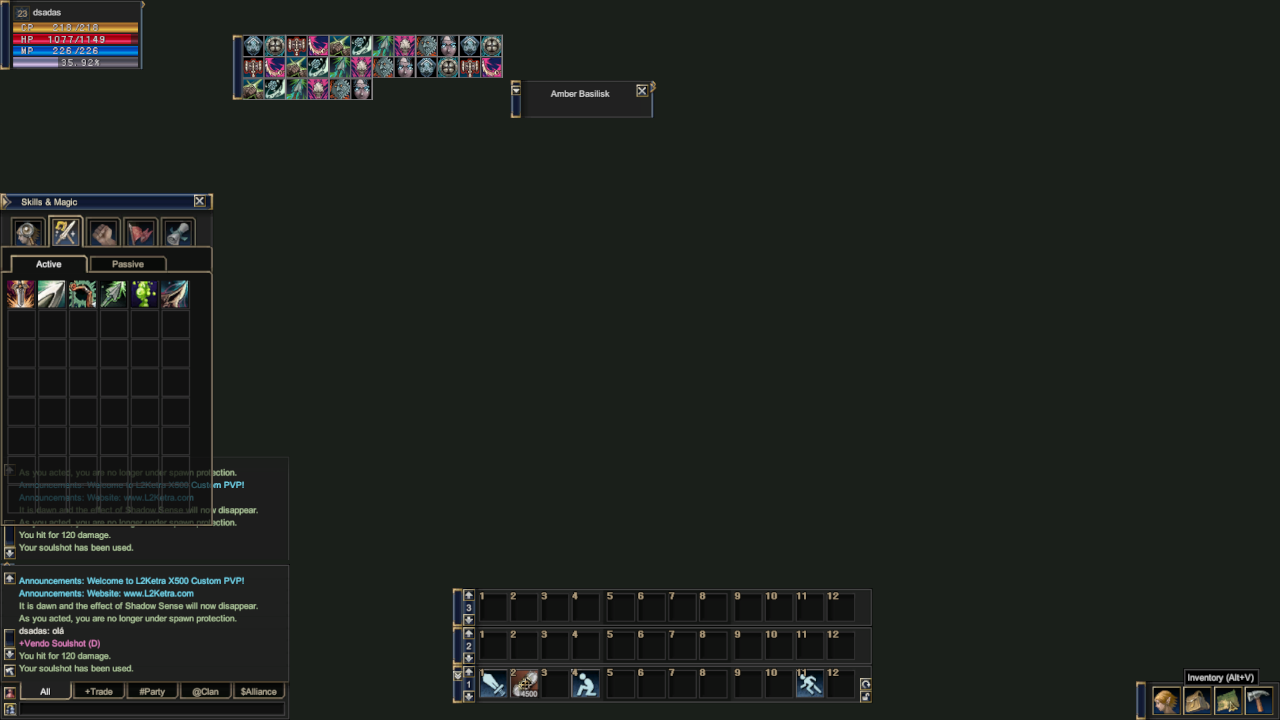 23 dsadas
CP 218/218
HP 1077/1149
MP 226/226
35.92%
Amber Basilisk
Skills & Magic
Active Passive
As you acted, you are no longer under spawn protection.
Announcements: Welcome to L2Ketra X500 Custom PVP!
Announcements: Website: www.L2Ketra.com
It is dawn and the effect of Shadow Sense will now disappear.
As you acted, you are no longer under spawn protection.
You hit for 120 damage.
Your soulshot has been used.
Announcements: Welcome to L2Ketra X500 Custom PVP!
Announcements: Website: www.L2Ketra.com
It is dawn and the effect of Shadow Sense will now disappear.
As you acted, you are no longer under spawn protection.
dsadas: olá
+Vendo Soulshot (D)
You hit for 120 damage.
Your soulshot has been used.
All +Trade #Party @Clan $Alliance
3 1 2 3 4 5 6 7 8 9 10 11 12
2 1 2 3 4 5 6 7 8 9 10 11 12
1 1 2 3 4 5 6 7 8 9 10 11 12
4500
Inventory (Alt+V)